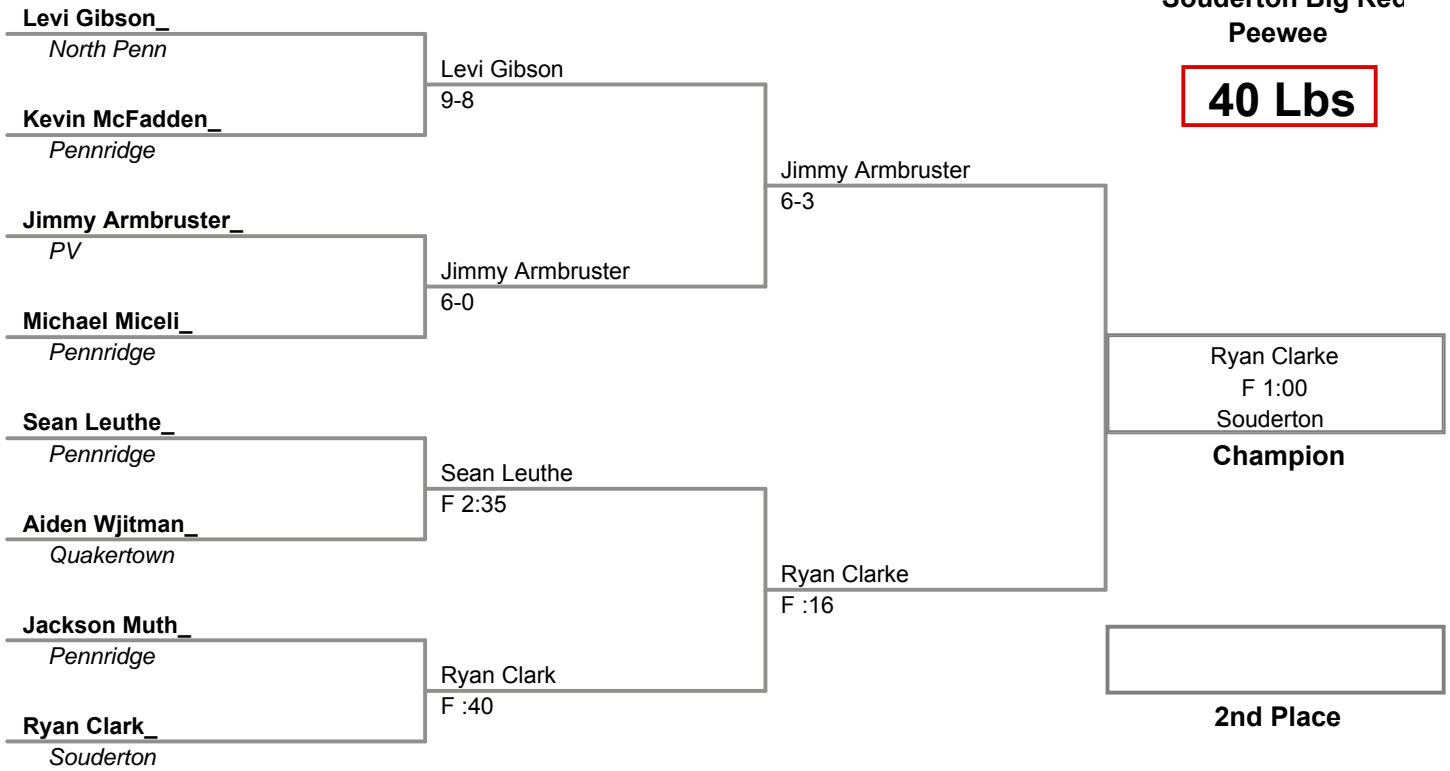 Souderton Big Red
Peewee
40 Lbs
Levi Gibson_
North Penn
Levi Gibson
9-8
Kevin McFadden_
Pennridge
Jimmy Armbruster
6-3
Jimmy Armbruster_
PV
Jimmy Armbruster
6-0
Michael Miceli_
Pennridge
Ryan Clarke
F 1:00
Souderton
Champion
Sean Leuthe_
Pennridge
Sean Leuthe
F 2:35
Aiden Wjitman_
Quakertown
Ryan Clarke
F :16
Jackson Muth_
Pennridge
Ryan Clark
F :40
Ryan Clark_
Souderton
2nd Place